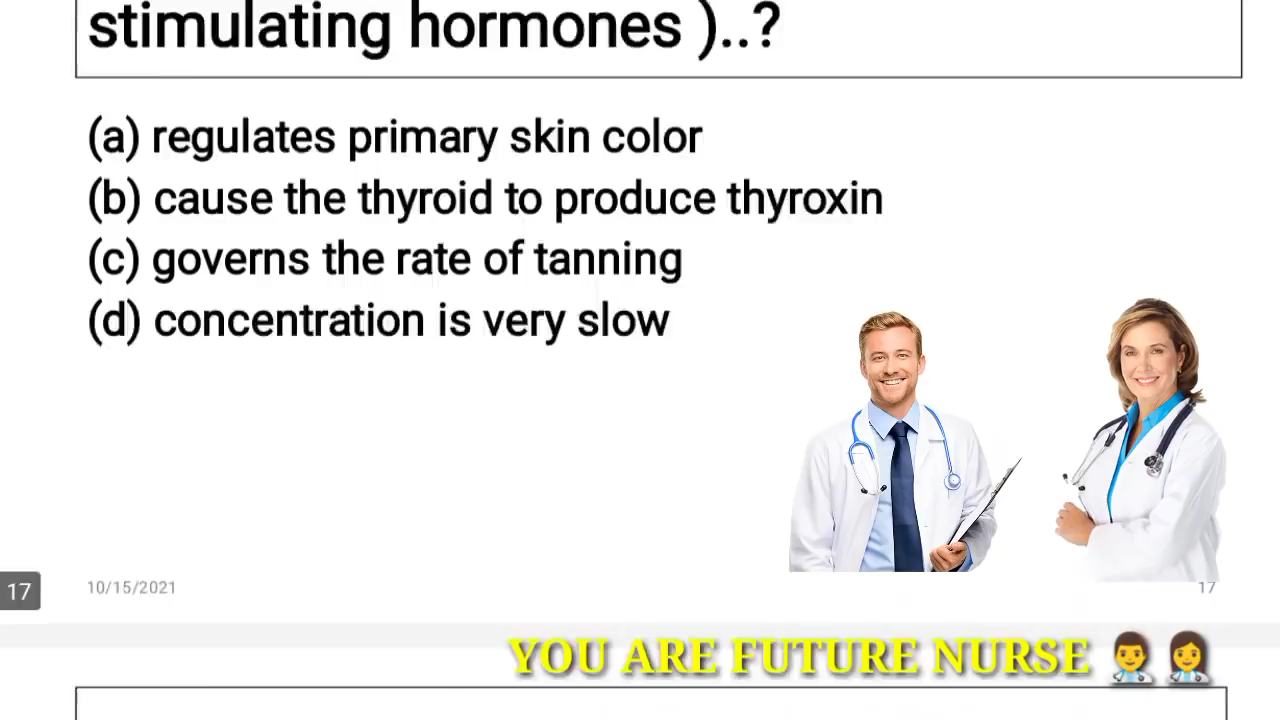 stimulating hormones )..?
(a) regulates primary skin color
(b) cause the thyroid to produce thyroxin
(c) governs the rate of tanning
(d) concentration is very slow
17
10/15/2021
17
YOU ARE FUTURE NURSE 👨‍⚕️👩‍⚕️